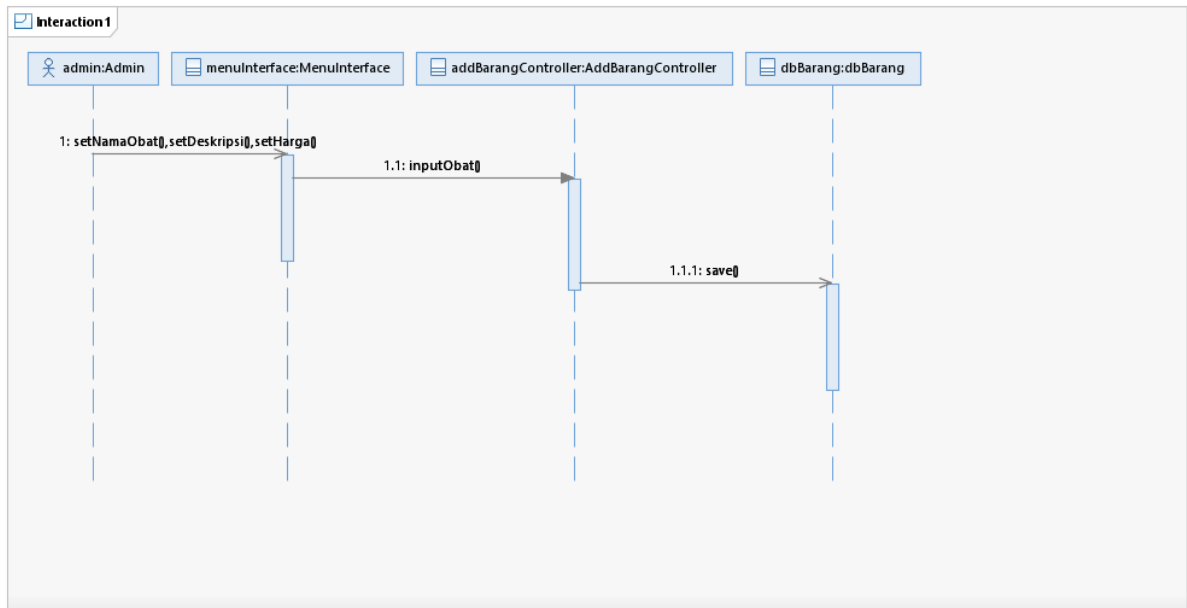 Interaction1
admin:Admin
menuInterface:MenuInterface
addBarangController:AddBarangController
dbBarang:dbBarang
1: setNamaObat(),setDeskripsi(),setHarga()
1.1: inputObat()
1.1.1: save()